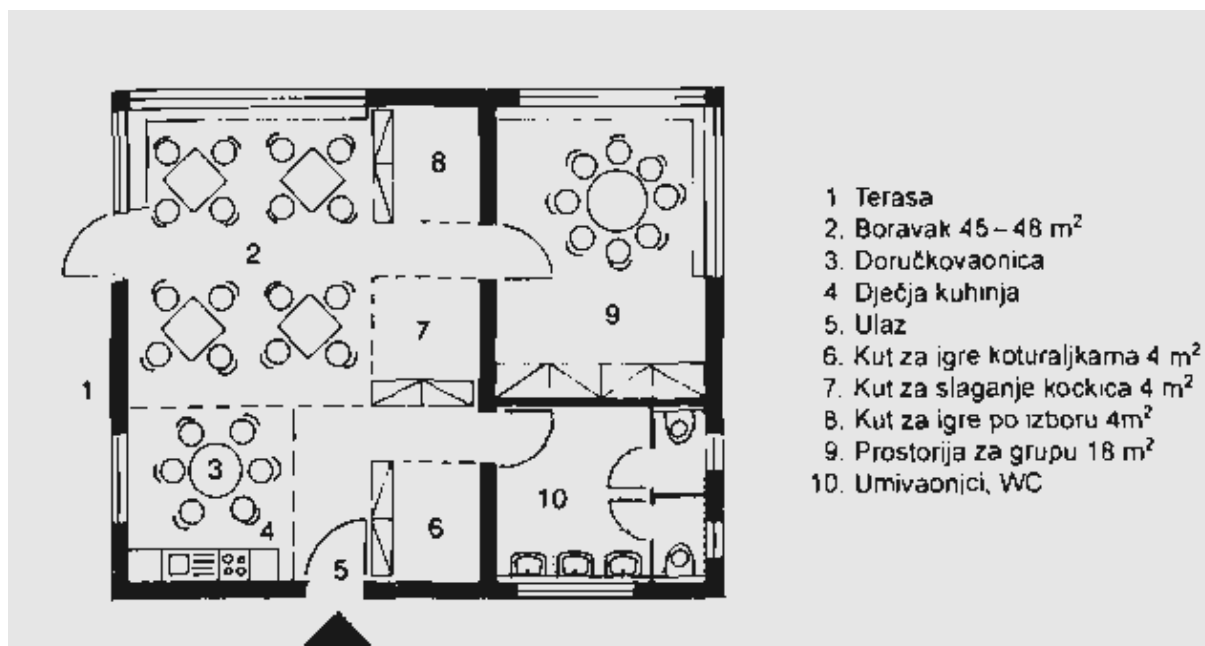 8
2
9
7
1
3
10
4
6
5
1 Terasa
2. Boravak 45–48 m²
3. Doručkovaonica
4 Dječja kuhinja
5. Ulaz
6. Kut za igre koturaljkama 4 m²
7. Kut za slaganje kockica 4 m²
8. Kut za igre po izboru 4m²
9. Prostorija za grupu 18 m²
10. Umivaonici, WC